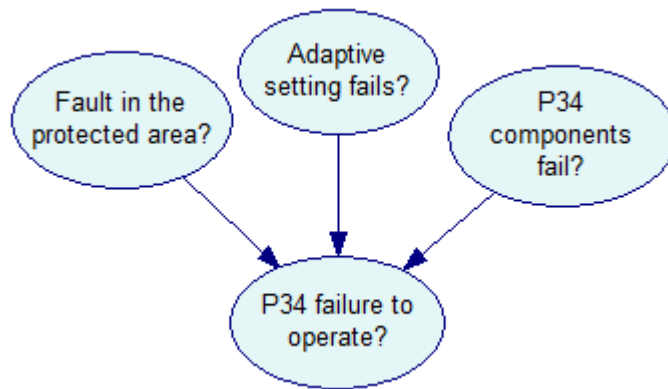 Adaptive
setting fails?
Fault in the
protected area?
P34
components
fail?
P34 failure to
operate?